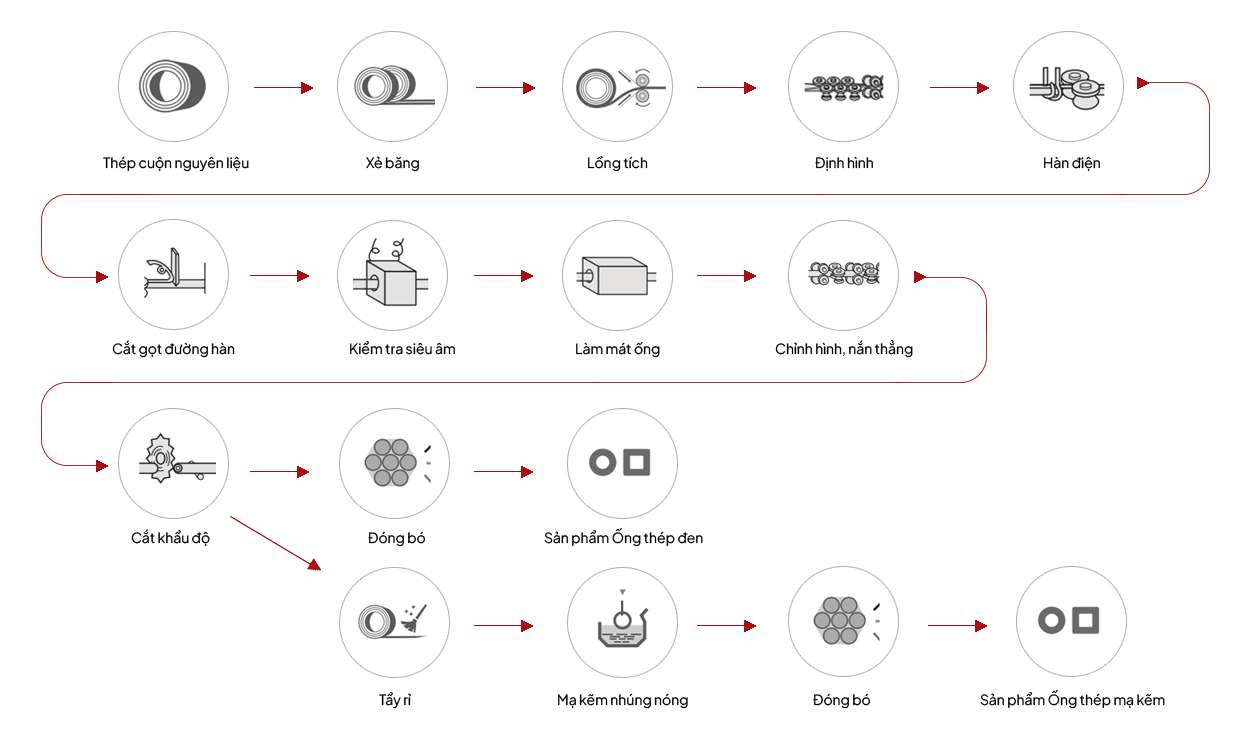 Thép cuộn nguyên liệu
Xẻ băng
Lồng tích
Định hình
Hàn điện
Cắt gọt đường hàn
Kiểm tra siêu âm
Làm mát ống
Chỉnh hình, nắn thẳng
Cắt khẩu độ
Đóng bó
Sản phẩm Ống thép đen
Tẩy rỉ
Mạ kẽm nhúng nóng
Đóng bó
Sản phẩm Ống thép mạ kẽm